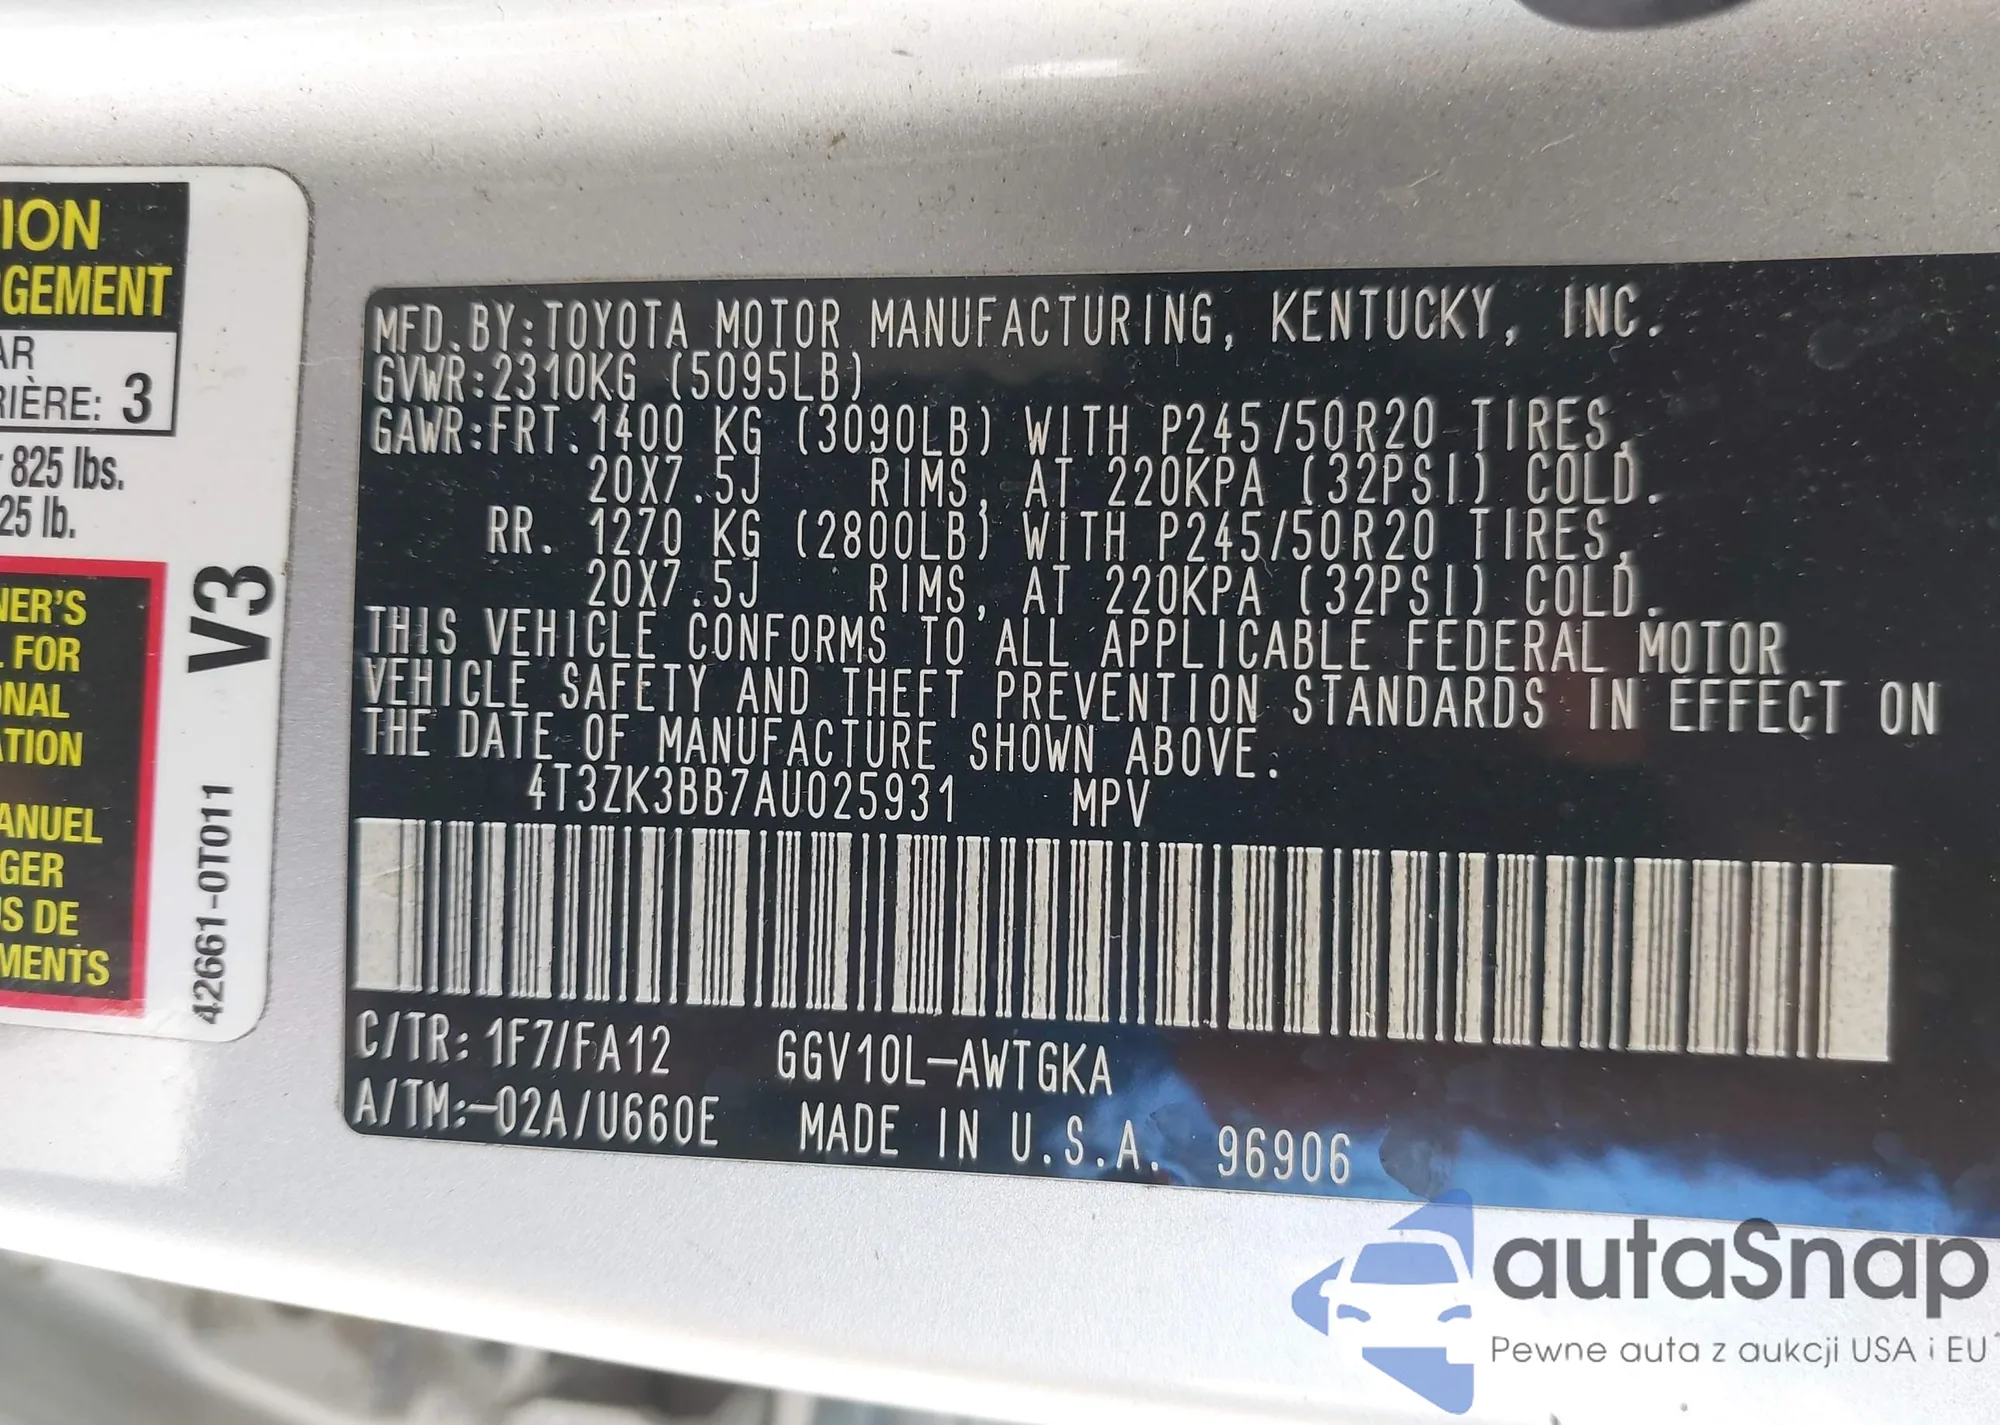 ION
GEMENT
AR
RIÈRE: 3
825 lbs.
25 lb.
NER'S
FOR
ONAL
ATION
ANUEL
GER
S DE
MENTS
V3
42661-0T011
MFD.BY:TOYOTA MOTOR MANUFACTURING, KENTUCKY, INC.
GVWR:2310KG (5095LB)
GAWR:FRT.1400 KG (3090LB) WITH P245/50R20 TIRES,
20X7.5J RIMS, AT 220KPA (32PSI) COLD.
RR. 1270 KG (2800LB) WITH P245/50R20 TIRES,
20X7.5J RIMS, AT 220KPA (32PSI) COLD.
THIS VEHICLE CONFORMS TO ALL APPLICABLE FEDERAL MOTOR
VEHICLE SAFETY AND THEFT PREVENTION STANDARDS IN EFFECT ON
THE DATE OF MANUFACTURE SHOWN ABOVE.
4T3ZK3BB7AU025931 MPV
C/TR: 1F7/FA12 GGV10L-AWTGKA
A/TM:-02A/U660E MADE IN U.S.A. 96906
autaSnap
Pewne auta z aukcji USA i EU